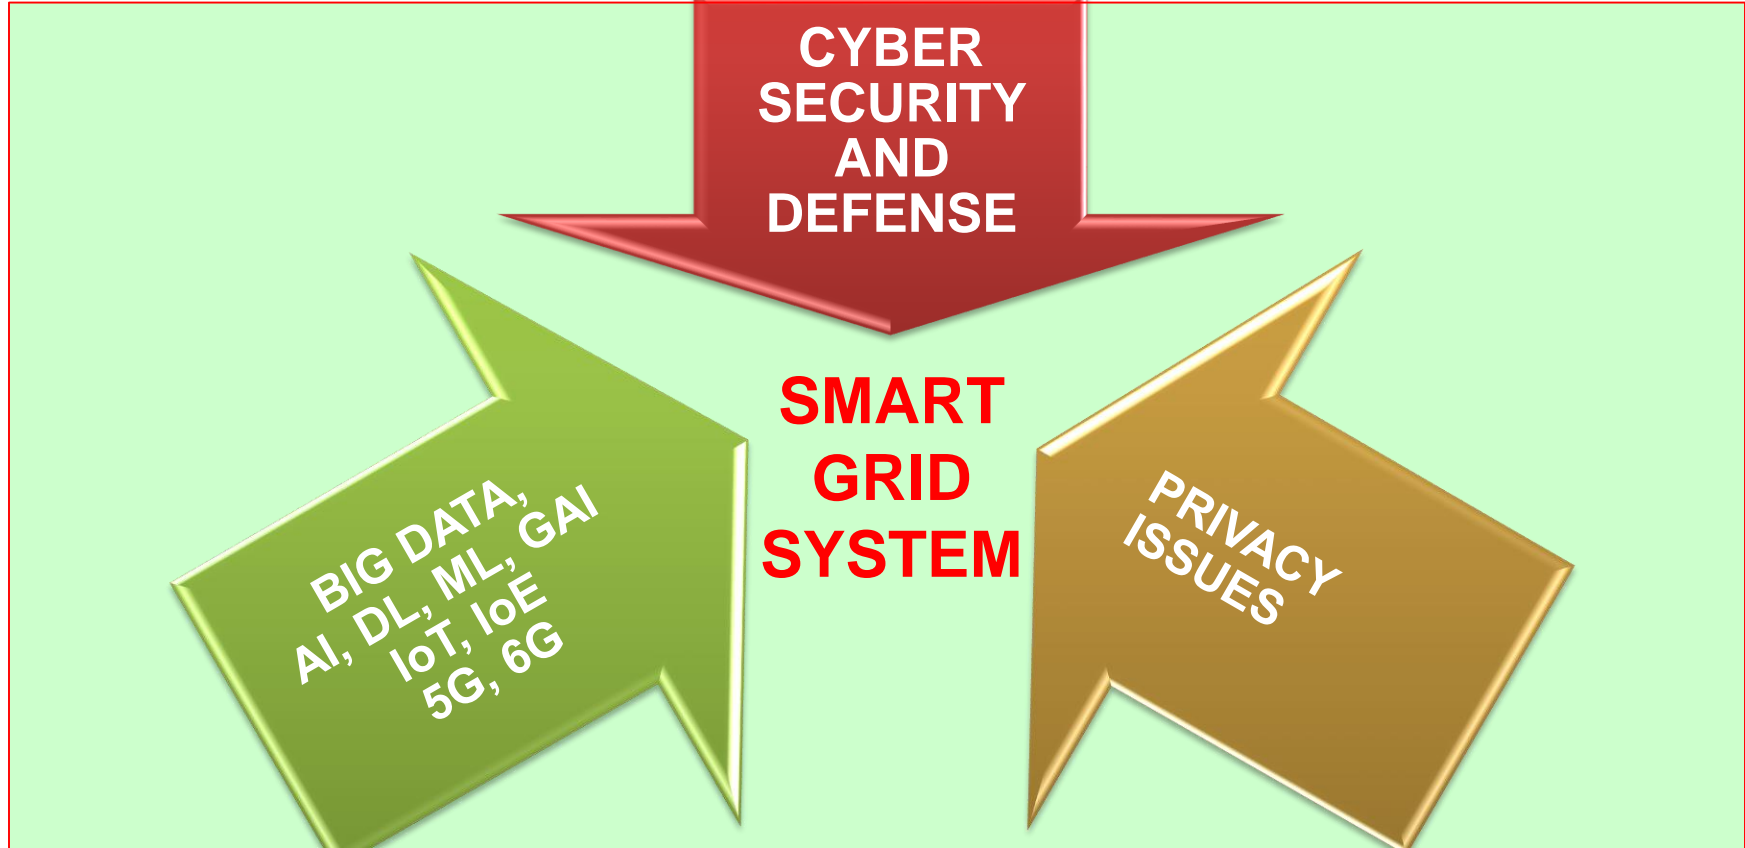 CYBER
SECURITY
AND
DEFENSE
SMART
GRID
SYSTEM
BIG DATA,
AI, DL, ML, GAI
IoT, IoE
5G, 6G
PRIVACY
ISSUES